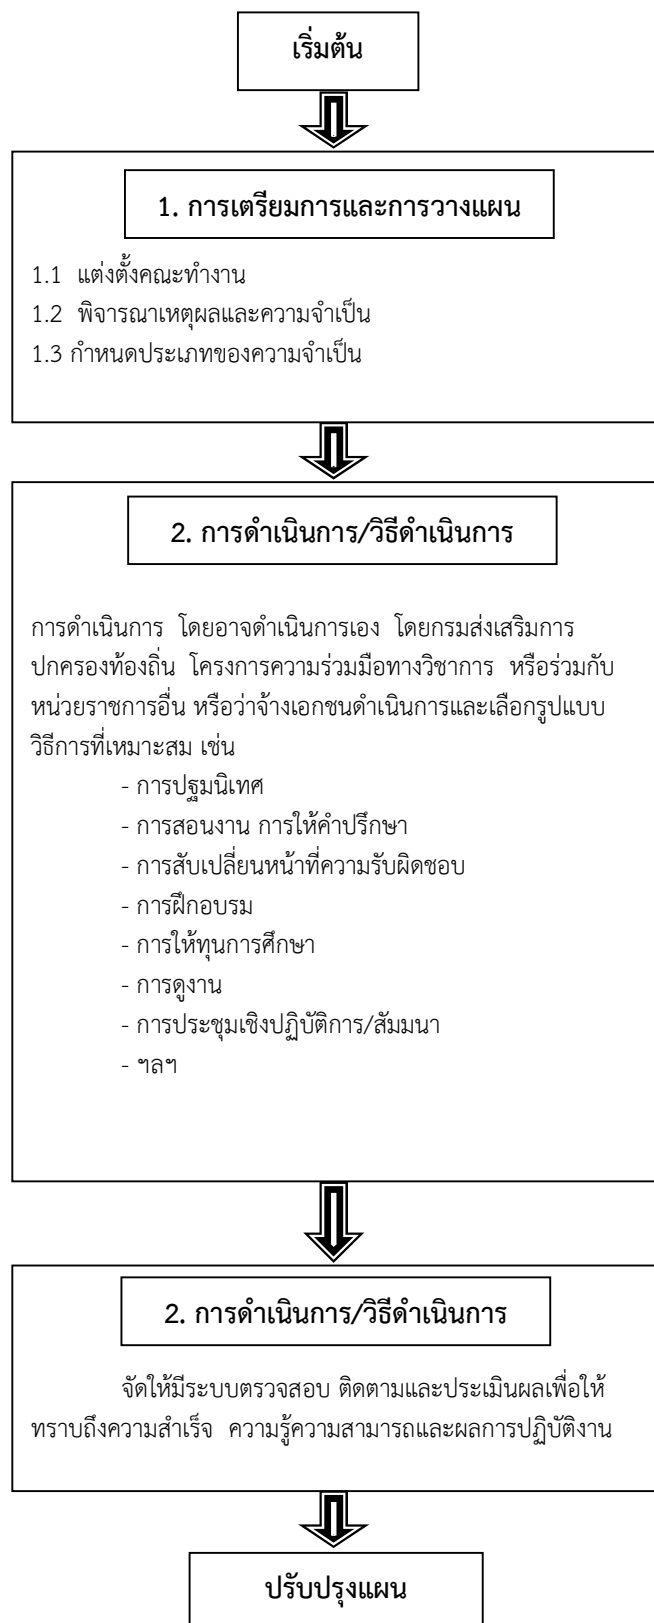 เริ่มต้น
1. การเตรียมการและการวางแผน
1.1 แต่งตั้งคณะทำงาน
1.2 พิจารณาเหตุผลและความจำเป็น
1.3 กำหนดประเภทของความจำเป็น
2. การดำเนินการ/วิธีดำเนินการ
การดำเนินการ โดยอาจดำเนินการเอง โดยกรมส่งเสริมการ
ปกครองท้องถิ่น โครงการความร่วมมือทางวิชาการ หรือร่วมกับ
หน่วยราชการอื่น หรือว่าจ้างเอกชนดำเนินการและเลือกรูปแบบ
วิธีการที่เหมาะสม เช่น
- การปฐมนิเทศ
- การสอนงาน การให้คำปรึกษา
- การสับเปลี่ยนหน้าที่ความรับผิดชอบ
- การฝึกอบรม
- การให้ทุนการศึกษา
- การดูงาน
- การประชุมเชิงปฏิบัติการ/สัมมนา
- ฯลฯ
2. การดำเนินการ/วิธีดำเนินการ
จัดให้มีระบบตรวจสอบ ติดตามและประเมินผลเพื่อให้
ทราบถึงความสำเร็จ ความรู้ความสามารถและผลการปฏิบัติงาน
ปรับปรุงแผน